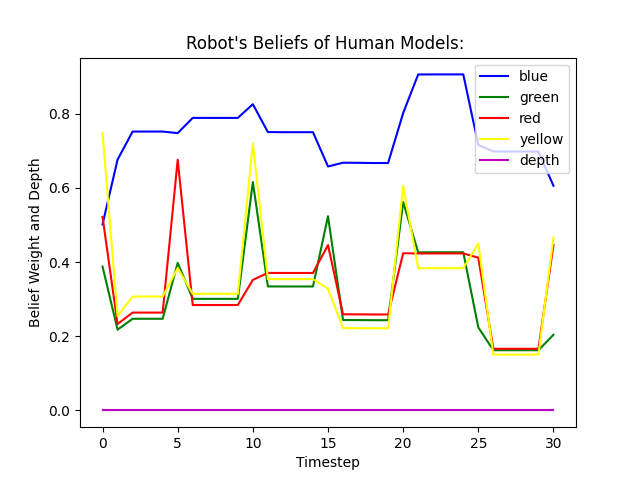 Robot's Beliefs of Human Models:
blue
green
red
yellow
depth
Belief Weight and Depth
0.8
0.6
0.4
0.2
0.0
0 5 10 15 20 25 30
Timestep